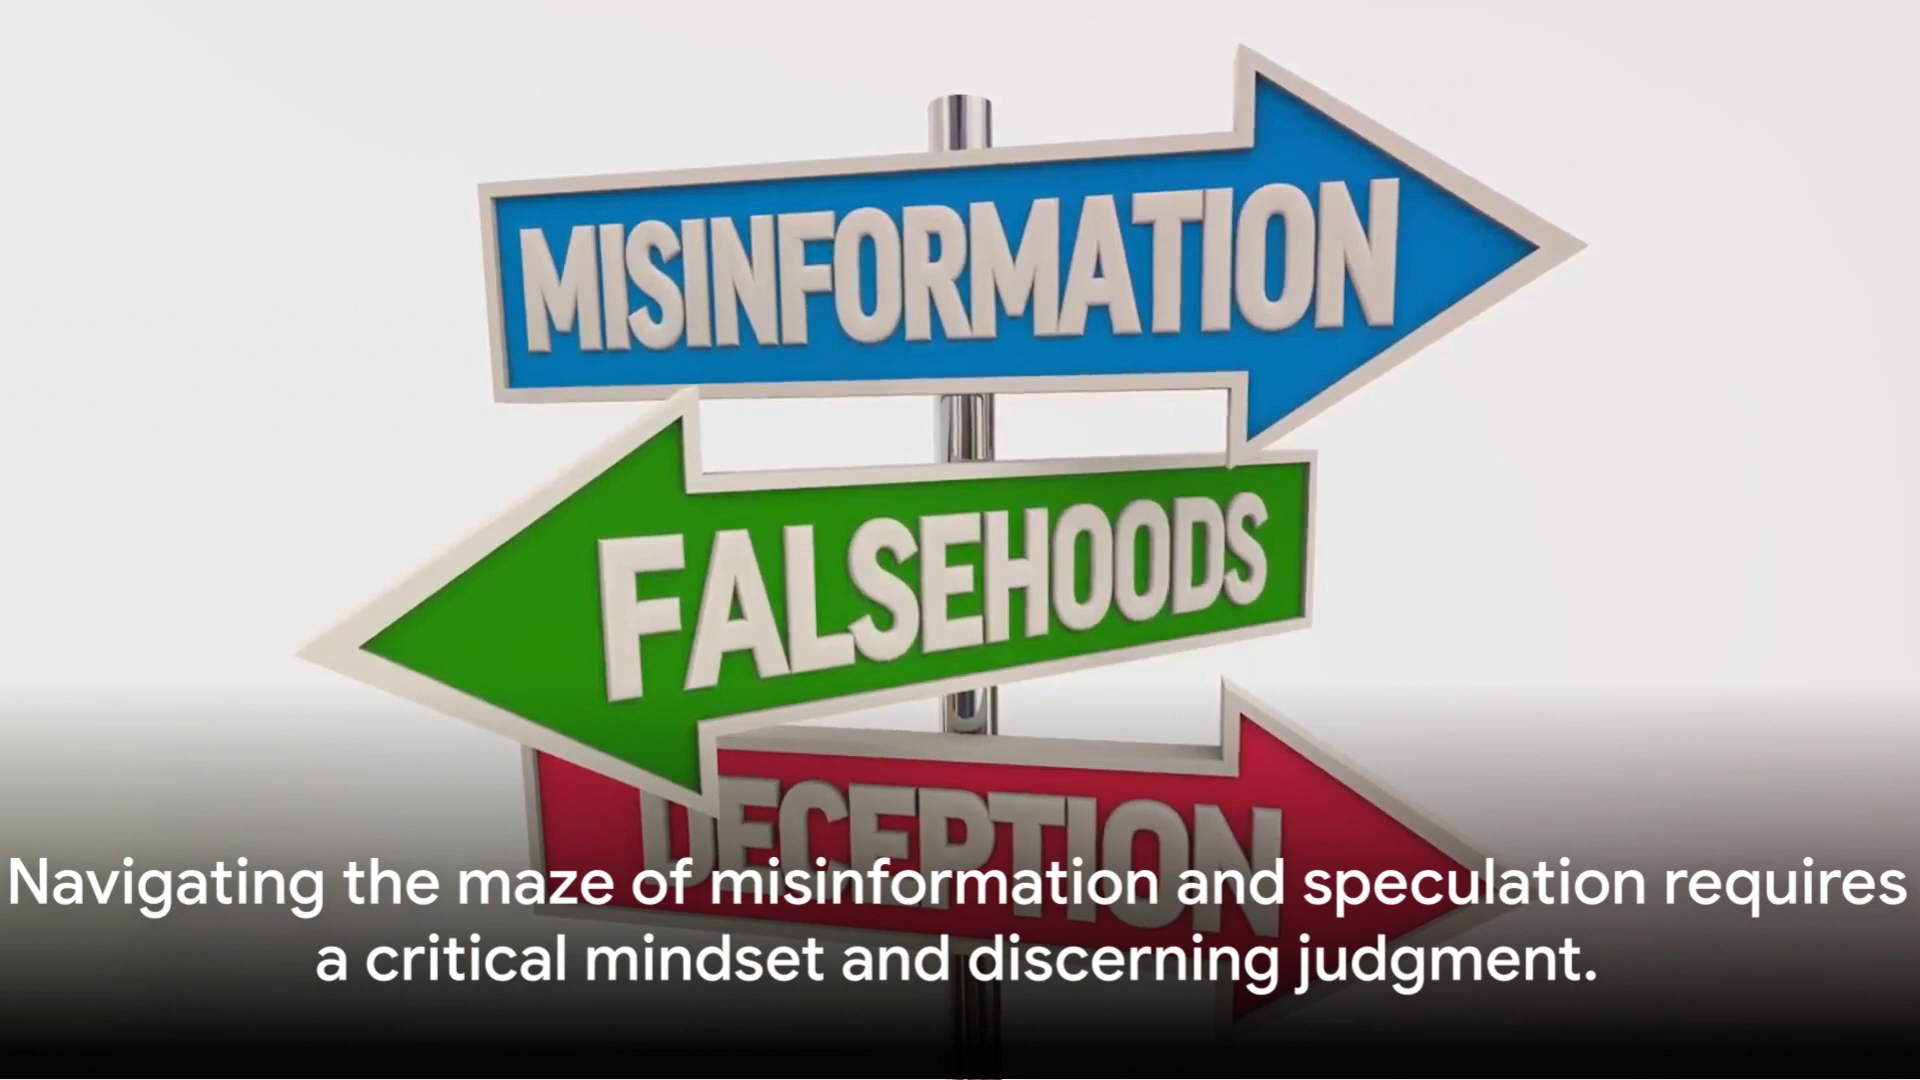 MISINFORMATION
FALSEHOODS
DECEPTION
Navigating the maze of misinformation and speculation requires
a critical mindset and discerning judgment.